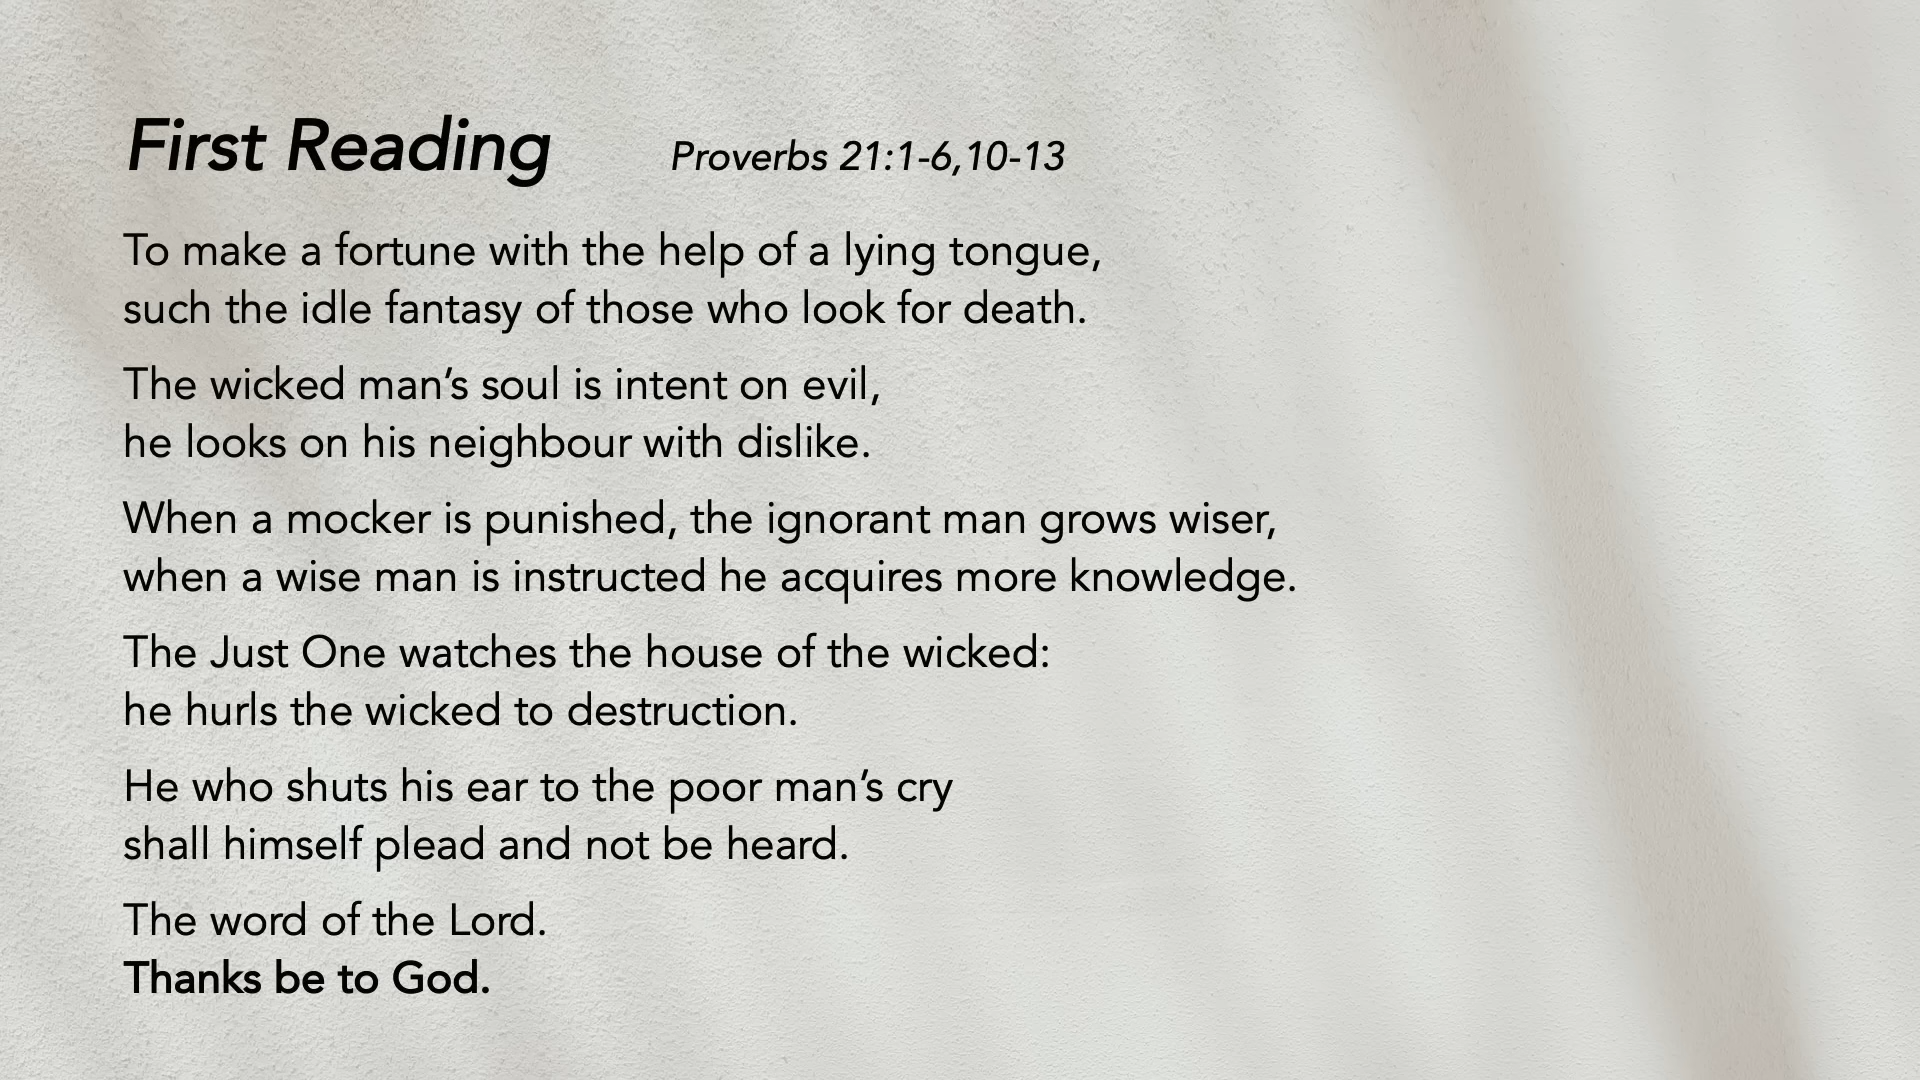 First Reading Proverbs 21:1-6,10-13
To make a fortune with the help of a lying tongue,
such the idle fantasy of those who look for death.
The wicked man’s soul is intent on evil,
he looks on his neighbour with dislike.
When a mocker is punished, the ignorant man grows wiser,
when a wise man is instructed he acquires more knowledge.
The Just One watches the house of the wicked:
he hurls the wicked to destruction.
He who shuts his ear to the poor man’s cry
shall himself plead and not be heard.
The word of the Lord.
Thanks be to God.